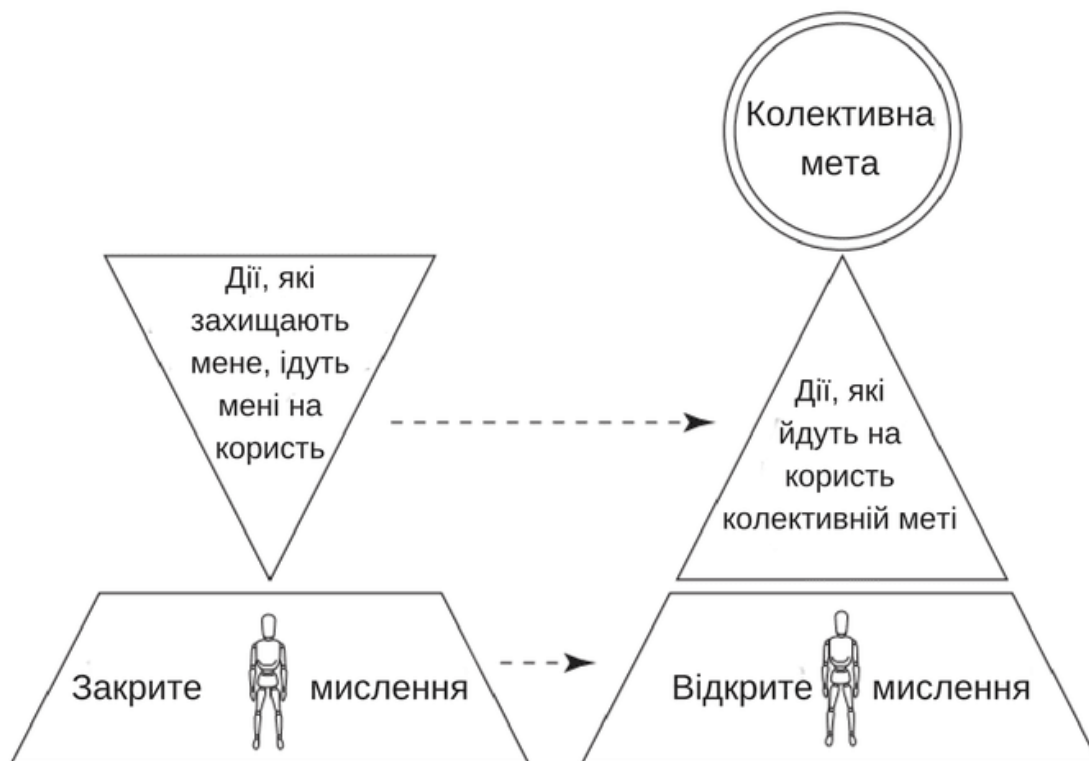 Колективна
мета
Дії, які
захищають
мене, ідуть
мені на
користь
Дії, які
йдуть на
користь
колективній меті
Закрите мислення
Відкрите мислення